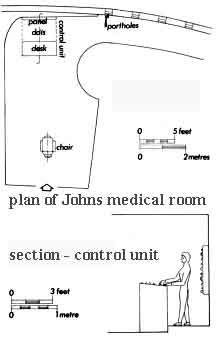 panel
dots
desk
control unit
portholes
0 5 feet
0 2 metres
chair
plan of Johns medical room
section - control unit
0 3 feet
0 1 metre